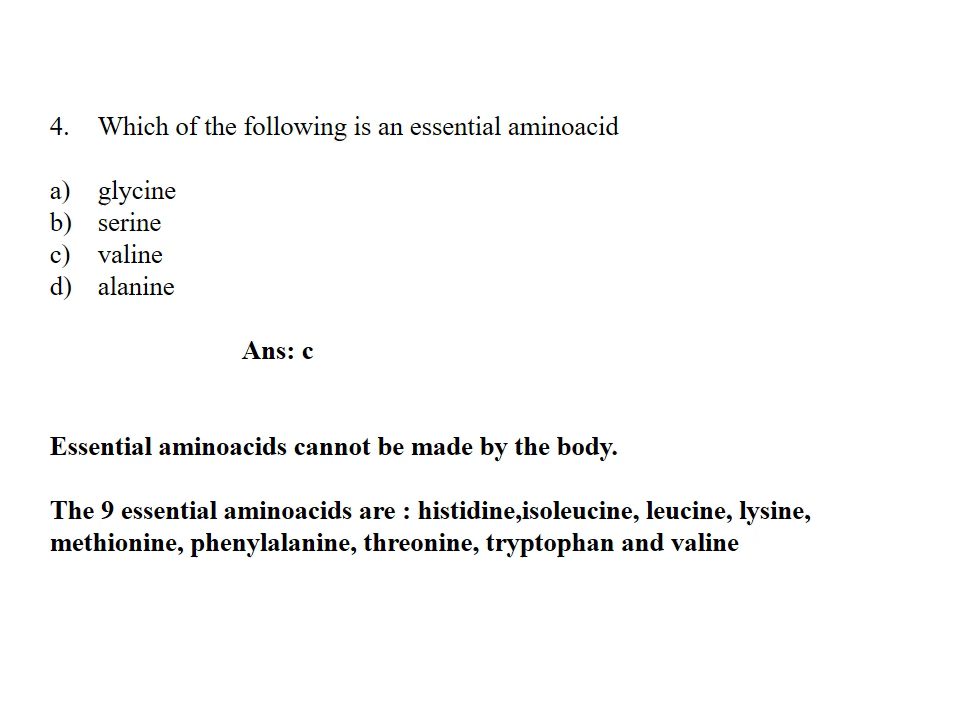 4. Which of the following is an essential aminoacid
a) glycine
b) serine
c) valine
d) alanine
Ans: c
Essential aminoacids cannot be made by the body.
The 9 essential aminoacids are : histidine,isoleucine, leucine, lysine,
methionine, phenylalanine, threonine, tryptophan and valine